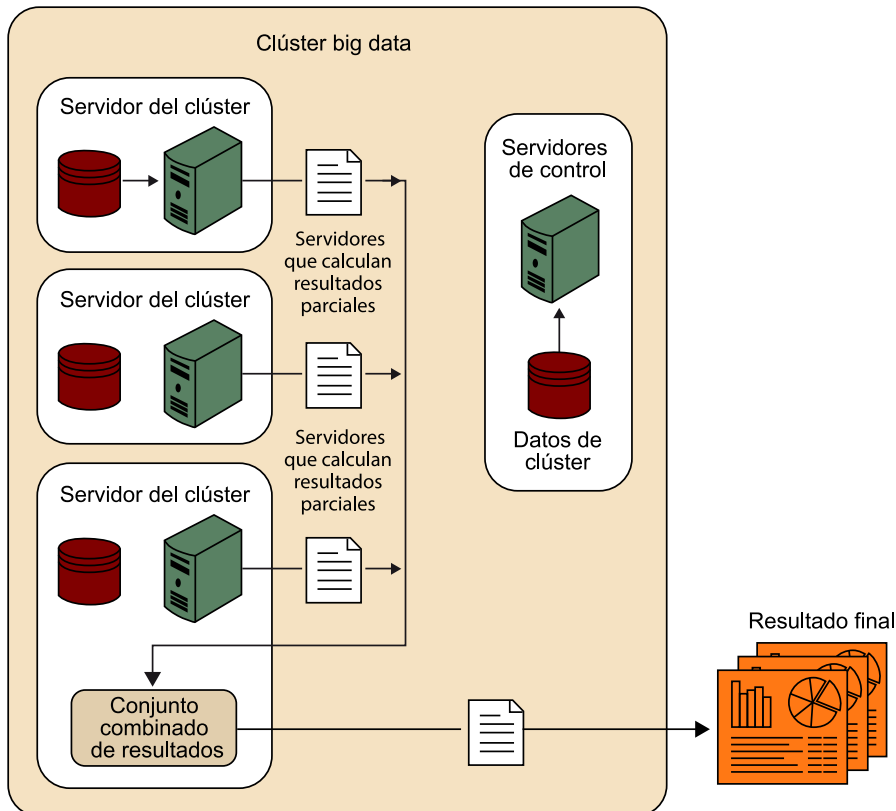 Clúster big data
Servidor del clúster
Servidores
que calculan
resultados
parciales
Servidor del clúster
Servidores
que calculan
resultados
parciales
Servidor del clúster
Conjunto
combinado
de resultados
Servidores
de control
Datos de
clúster
Resultado final